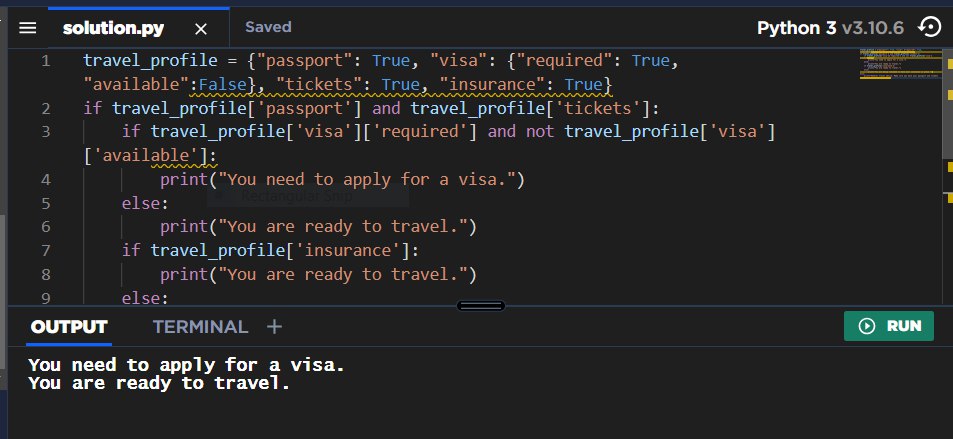 solution.py × Saved Python 3 v3.10.6
1 travel_profile = {"passport": True, "visa": {"required": True,
"available":False}, "tickets": True, "insurance": True}
2 if travel_profile['passport'] and travel_profile['tickets']:
3     if travel_profile['visa']['required'] and not travel_profile['visa']
['available']:
4         print("You need to apply for a visa.")
Rectangular Snip
5     else:
6         print("You are ready to travel.")
7     if travel_profile['insurance']:
8         print("You are ready to travel.")
9     else:
OUTPUT TERMINAL + RUN
You need to apply for a visa.
You are ready to travel.